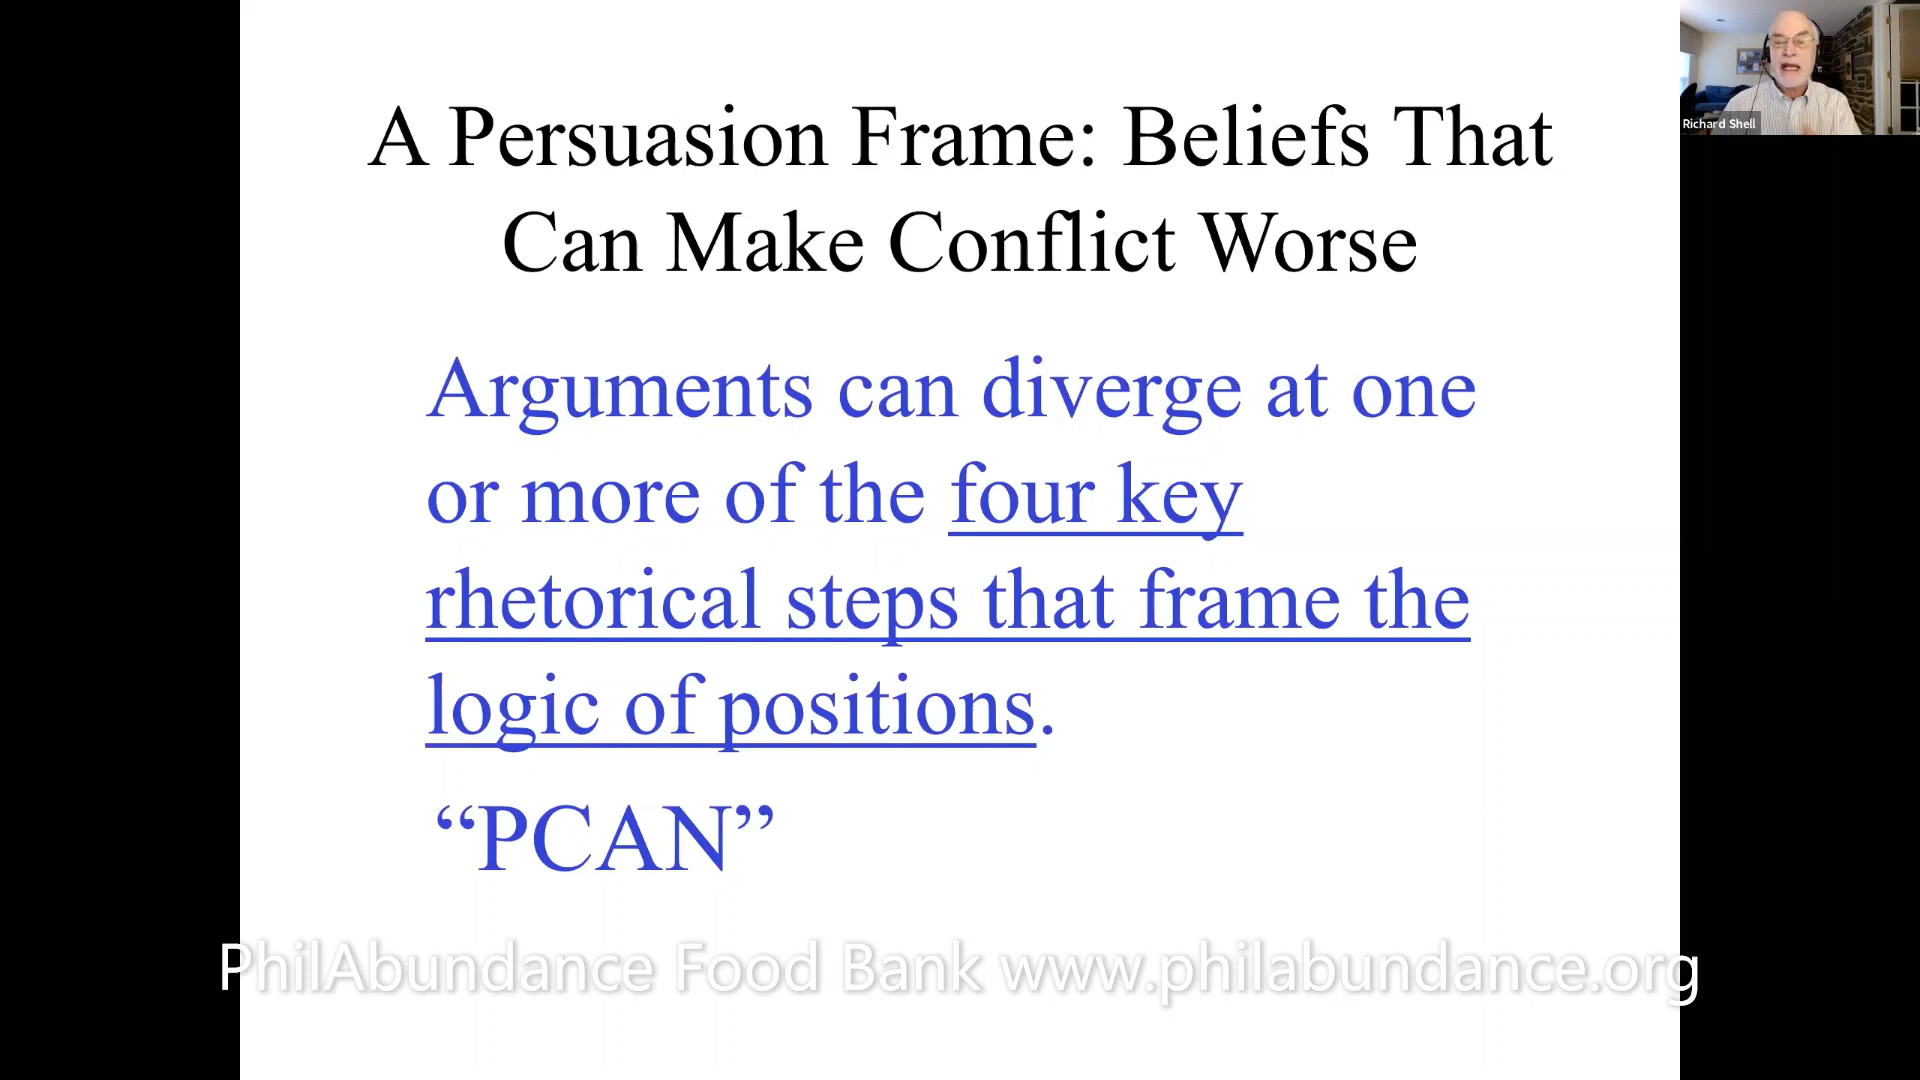 A Persuasion Frame: Beliefs That
Can Make Conflict Worse
Arguments can diverge at one
or more of the four key
rhetorical steps that frame the
logic of positions.
“PCAN”
PhilAbundance Food Bank www.philabundance.org
Richard Shell